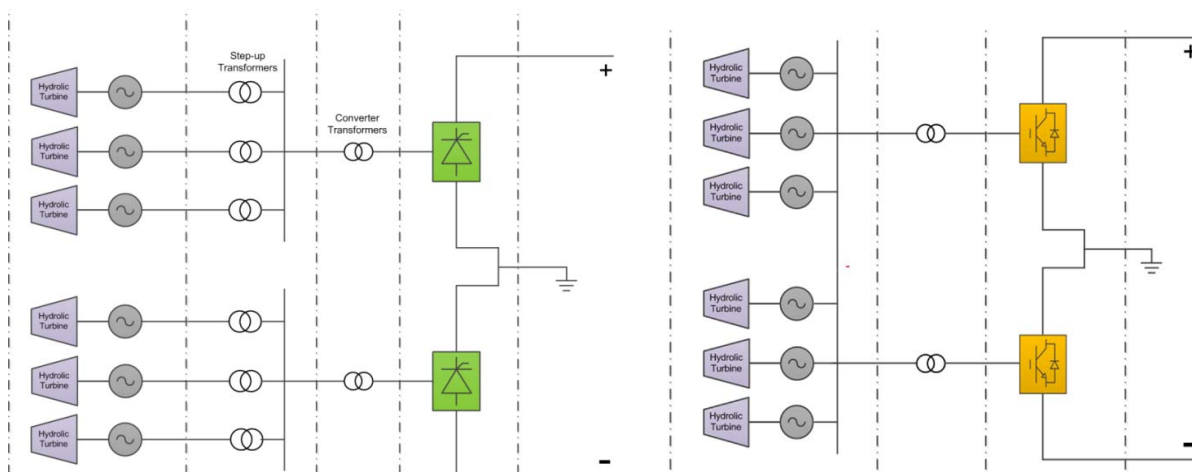 Step-up
Transformers
Hydrolic
Turbine
Converter
Transformers
Hydrolic
Turbine
Hydrolic
Turbine
+
-
Hydrolic
Turbine
Hydrolic
Turbine
Hydrolic
Turbine
Hydrolic
Turbine
Hydrolic
Turbine
Hydrolic
Turbine
+
-
Hydrolic
Turbine
Hydrolic
Turbine
Hydrolic
Turbine